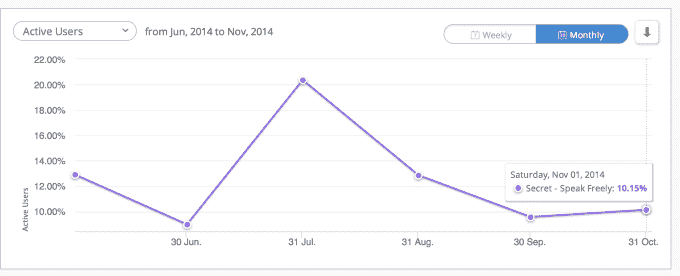 Active Users from Jun, 2014 to Nov, 2014 Weekly Monthly
22.00%
20.00%
18.00%
16.00%
14.00%
12.00%
10.00%
Active Users
Saturday, Nov 01, 2014
Secret - Speak Freely: 10.15%
30 Jun. 31 Jul. 31 Aug. 30 Sep. 31 Oct.